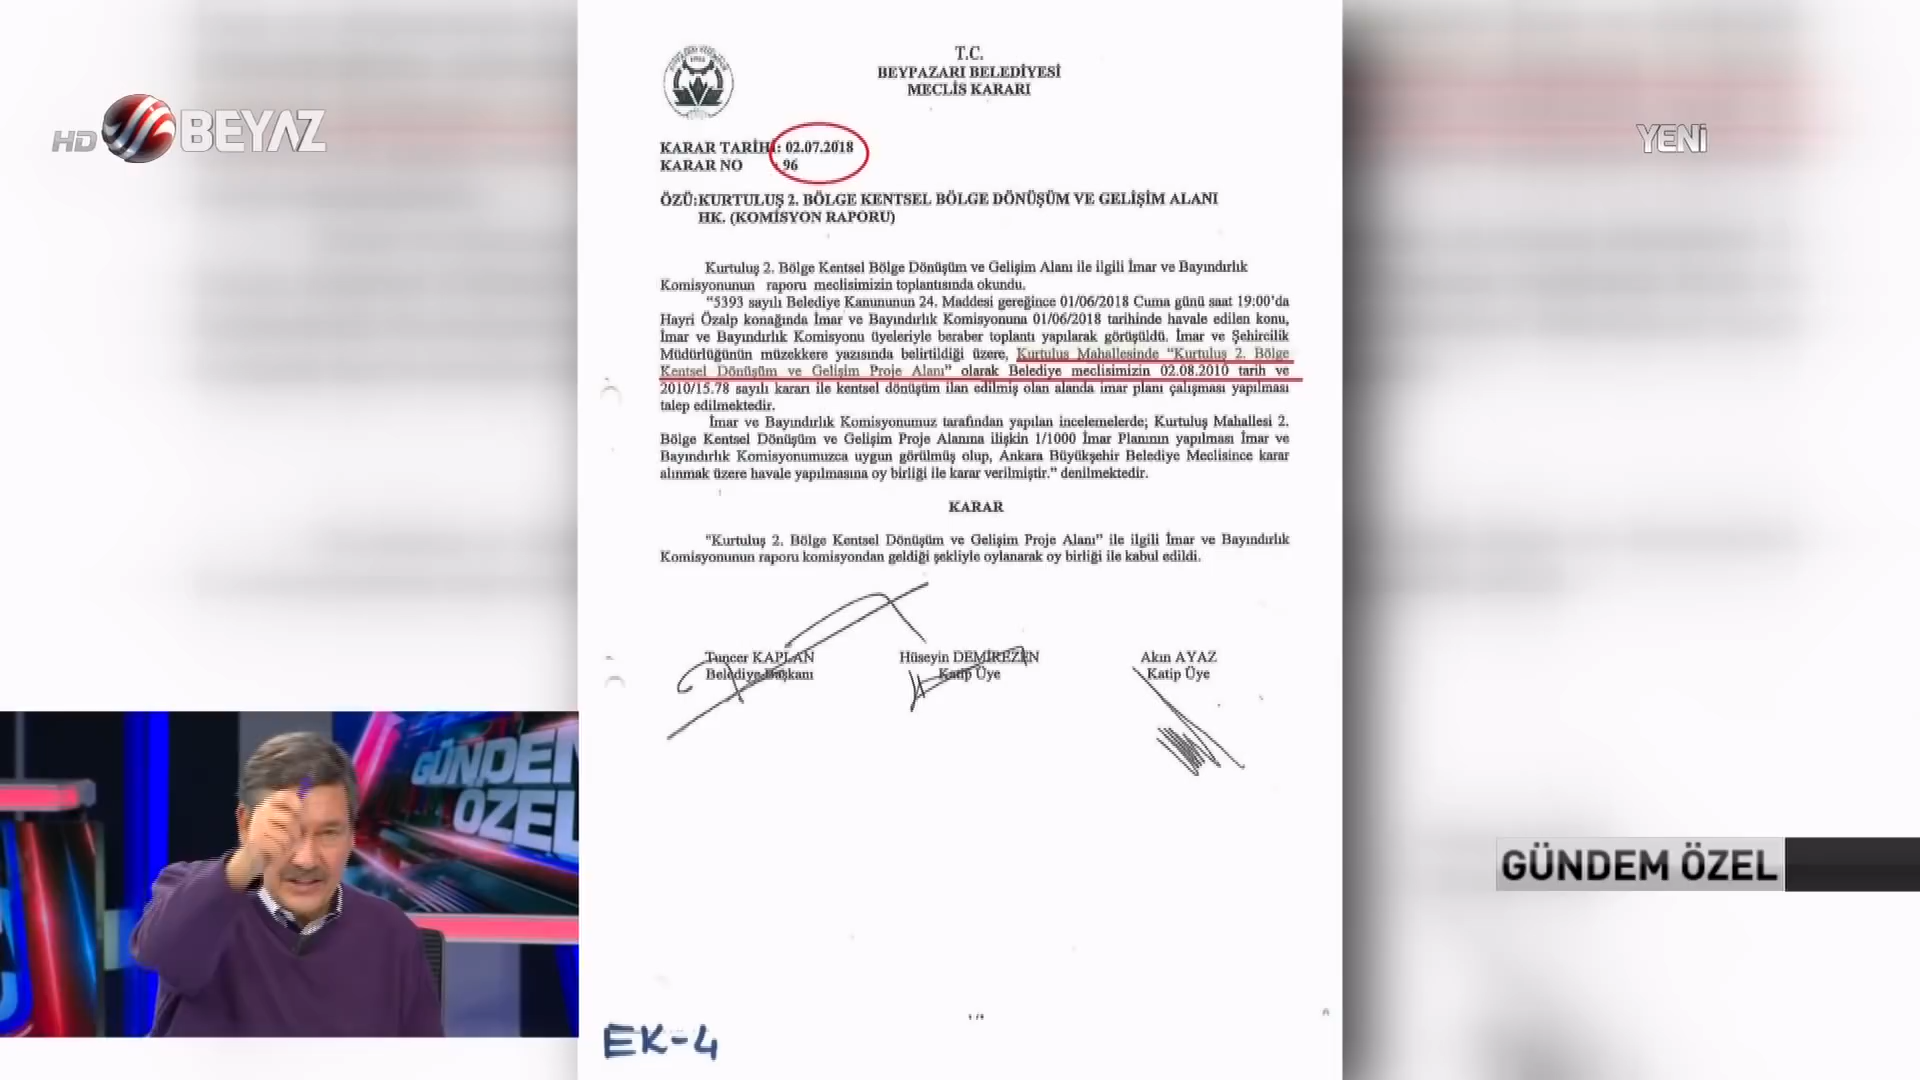 HD BEYAZ
YENİ
T.C.
BEYPAZARI BELEDİYESİ
MECLİS KARARI
KARAR TARİHİ: 02.07.2018
KARAR NO : 96
ÖZÜ:KURTULUŞ 2. BÖLGE KENTSEL BÖLGE DÖNÜŞÜM VE GELİŞİM ALANI
HK. (KOMİSYON RAPORU)
Kurtuluş 2. Bölge Kentsel Bölge Dönüşüm ve Gelişim Alanı ile ilgili İmar ve Bayındırlık
Komisyonunun raporu meclisimizin toplantısında okundu.
"5393 sayılı Belediye Kanununun 24. Maddesi gereğince 01/06/2018 Cuma günü saat 19:00'da
Hayri Özalp konağında İmar ve Bayındırlık Komisyonuna 01/06/2018 tarihinde havale edilen konu,
İmar ve Bayındırlık Komisyonu üyeleriyle beraber toplantı yapılarak görüşüldü. İmar ve Şehircilik
Müdürlüğünün müzekkere yazısında belirtildiği üzere, Kurtuluş Mahallesinde "Kurtuluş 2. Bölge
Kentsel Dönüşüm ve Gelişim Proje Alanı" olarak Belediye meclisimizin 02.08.2010 tarih ve
2010/15.78 sayılı kararı ile kentsel dönüşüm ilan edilmiş olan alanda imar planı çalışması yapılması
talep edilmektedir.
İmar ve Bayındırlık Komisyonumuz tarafından yapılan incelemelerde; Kurtuluş Mahallesi 2.
Bölge Kentsel Dönüşüm ve Gelişim Proje Alanına ilişkin 1/1000 İmar Planının yapılması İmar ve
Bayındırlık Komisyonumuzca uygun görülmüş olup, Ankara Büyükşehir Belediye Meclisince karar
alınmak üzere havale yapılmasına oy birliği ile karar verilmiştir." denilmektedir.
KARAR
"Kurtuluş 2. Bölge Kentsel Dönüşüm ve Gelişim Proje Alanı" ile ilgili İmar ve Bayındırlık
Komisyonunun raporu komisyondan geldiği şekliyle oylanarak oy birliği ile kabul edildi.
Tuncer KAPLAN Hüseyin DEMİREZEN Akın AYAZ
Belediye Başkanı Katip Üye Katip Üye
GÜNDEM
ÖZEL
GÜNDEM ÖZEL
EK-4